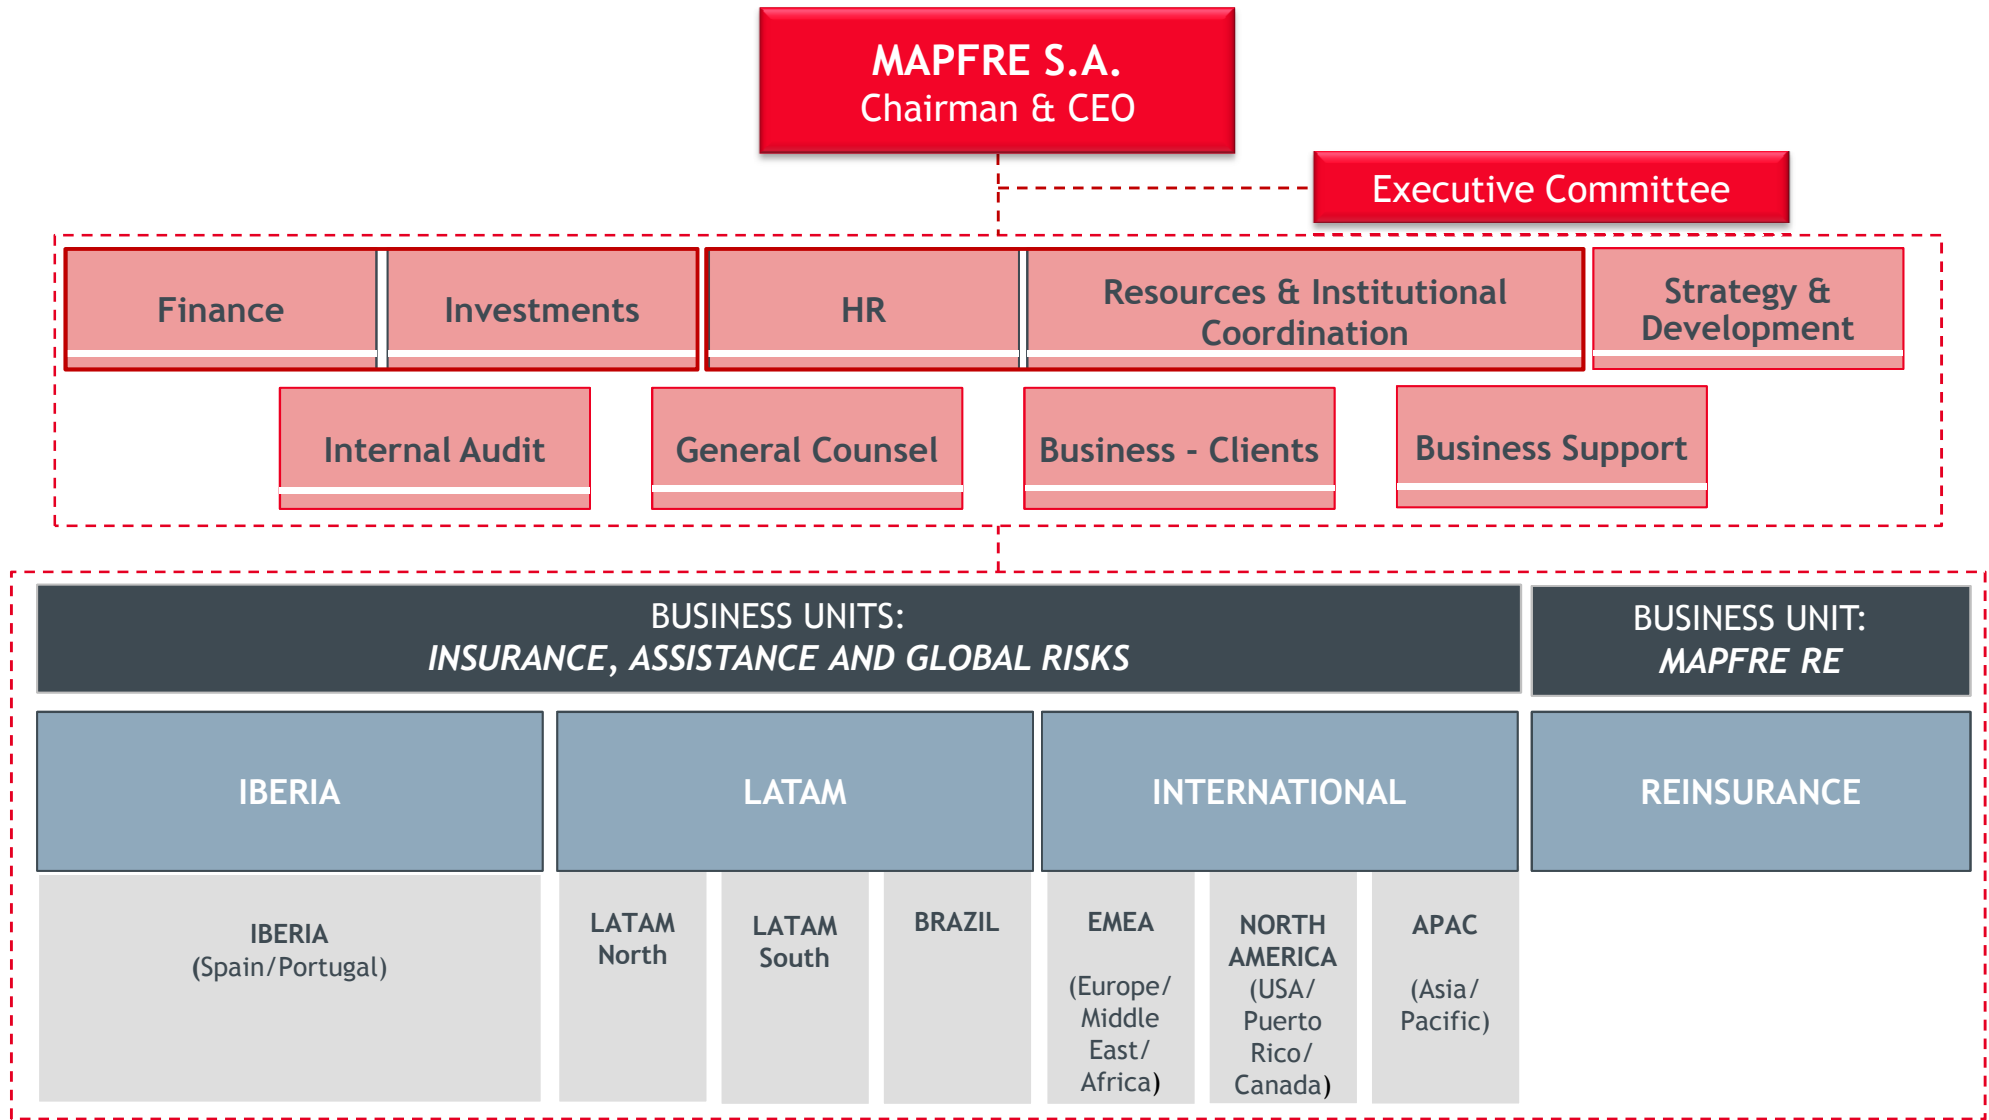 MAPFRE S.A.
Chairman & CEO
Executive Committee
Finance
Investments
HR
Resources & Institutional
Coordination
Strategy &
Development
Internal Audit
General Counsel
Business - Clients
Business Support
BUSINESS UNITS:
INSURANCE, ASSISTANCE AND GLOBAL RISKS
BUSINESS UNIT:
MAPFRE RE
IBERIA
LATAM
INTERNATIONAL
REINSURANCE
IBERIA
(Spain/Portugal)
LATAM
North
LATAM
South
BRAZIL
EMEA
(Europe/
Middle
East/
Africa)
NORTH
AMERICA
(USA/
Puerto
Rico/
Canada)
APAC
(Asia/
Pacific)